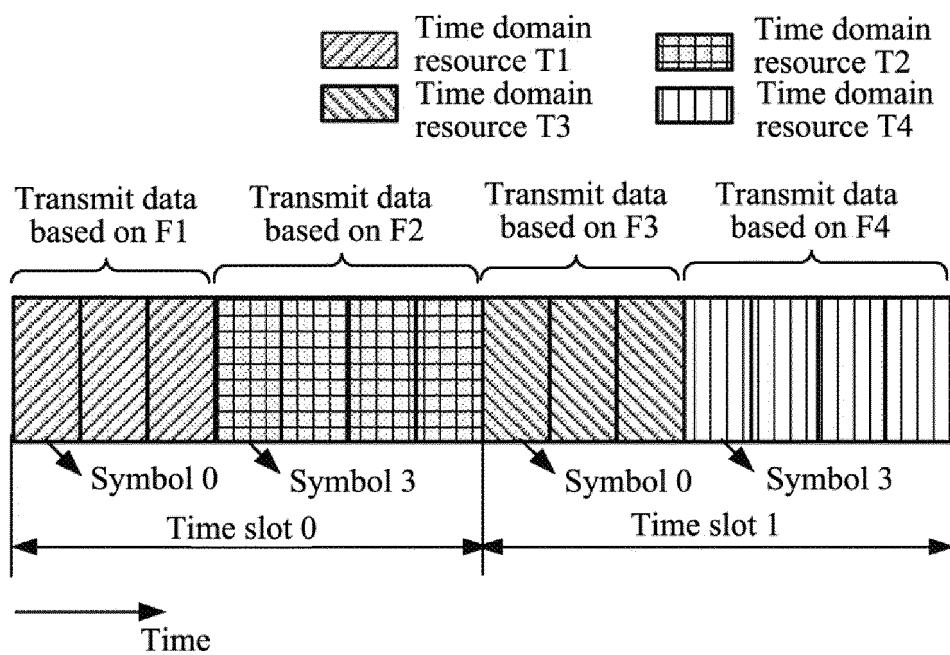 Time domain
resource T1
Time domain
resource T2
Time domain
resource T3
Time domain
resource T4
Transmit data
based on F1
Transmit data
based on F2
Transmit data
based on F3
Transmit data
based on F4
Symbol 0
Symbol 3
Symbol 0
Symbol 3
Time slot 0
Time slot 1
Time